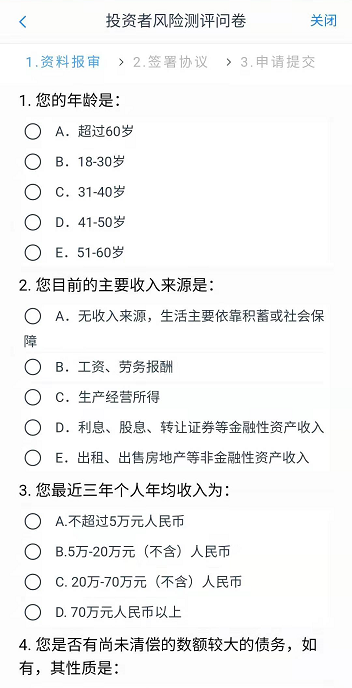 投资者风险测评问卷 关闭
1.资料报审 > 2.签署协议 > 3.申请提交
1. 您的年龄是：
A．超过60岁
B．18-30岁
C．31-40岁
D．41-50岁
E．51-60岁
2. 您目前的主要收入来源是：
A．无收入来源，生活主要依靠积蓄或社会保
障
B．工资、劳务报酬
C．生产经营所得
D．利息、股息、转让证券等金融性资产收入
E．出租、出售房地产等非金融性资产收入
3. 您最近三年个人年均收入为：
A.不超过5万元人民币
B.5万-20万元（不含）人民币
C. 20万-70万元（不含）人民币
D. 70万元人民币以上
4. 您是否有尚未清偿的数额较大的债务，如
有，其性质是：